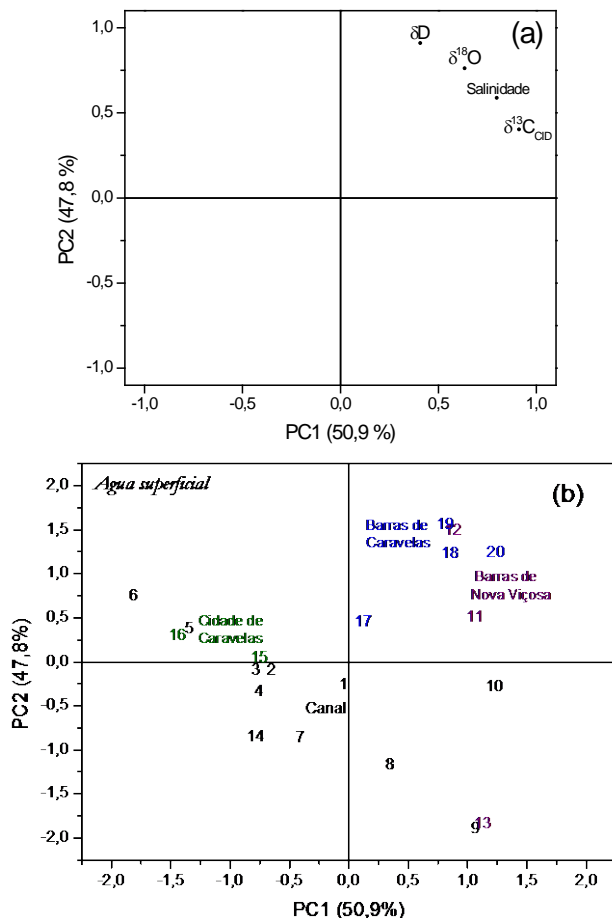 (a)
δD
δ¹⁸O
Salinidade
δ¹³C_CID
1,0
0,5
0,0
-0,5
-1,0
PC2 (47,8 %)
-1,0 -0,5 0,0 0,5 1,0
PC1 (50,9 %)
Agua superficial
(b)
2,0
1,5
1,0
0,5
0,0
-0,5
-1,0
-1,5
-2,0
PC2 (47,8%)
19
12
Barras de
Caravelas
18
20
Barras de
Nova Viçosa
6
17
11
5
16
Cidade de
Caravelas
15
3
2
4
1
10
Canal
14
7
8
9
13
-2,0 -1,5 -1,0 -0,5 0,0 0,5 1,0 1,5 2,0
PC1 (50,9%)